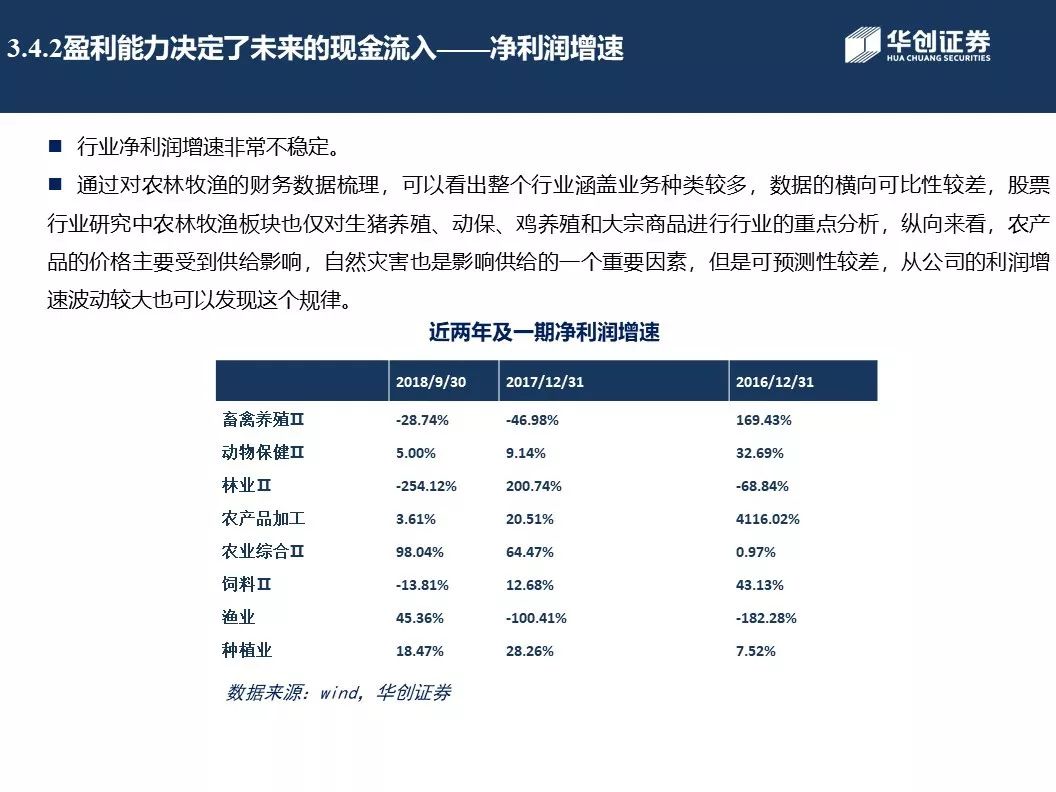 3.4.2盈利能力决定了未来的现金流入——净利润增速
华创证券
HUA CHUANG SECURITIES
■ 行业净利润增速非常不稳定。
■ 通过对农林牧渔的财务数据梳理，可以看出整个行业涵盖业务种类较多，数据的横向可比性较差，股票
行业研究中农林牧渔板块也仅对生猪养殖、动保、鸡养殖和大宗商品进行行业的重点分析，纵向来看，农产
品的价格主要受到供给影响，自然灾害也是影响供给的一个重要因素，但是可预测性较差，从公司的利润增
速波动较大也可以发现这个规律。
近两年及一期净利润增速
2018/9/30 2017/12/31 2016/12/31
畜禽养殖Ⅱ -28.74% -46.98% 169.43%
动物保健Ⅱ 5.00% 9.14% 32.69%
林业Ⅱ -254.12% 200.74% -68.84%
农产品加工 3.61% 20.51% 4116.02%
农业综合Ⅱ 98.04% 64.47% 0.97%
饲料Ⅱ -13.81% 12.68% 43.13%
渔业 45.36% -100.41% -182.28%
种植业 18.47% 28.26% 7.52%
数据来源：wind，华创证券